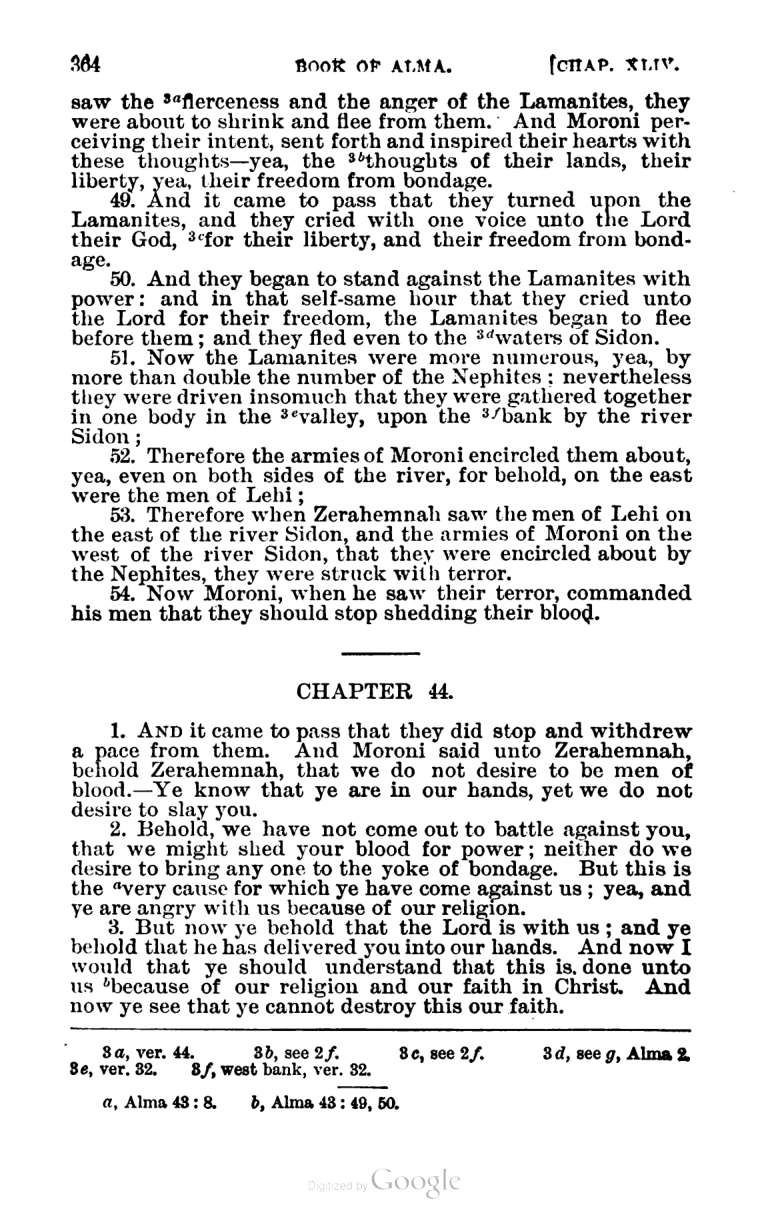 364 BOOK OF ALMA. [CHAP. XLIV.
saw the 3a fierceness and the anger of the Lamanites, they
were about to shrink and flee from them. And Moroni per-
ceiving their intent, sent forth and inspired their hearts with
these thoughts—yea, the 3b thoughts of their lands, their
liberty, yea, their freedom from bondage.
49. And it came to pass that they turned upon the
Lamanites, and they cried with one voice unto the Lord
their God, 3c for their liberty, and their freedom from bond-
age.
50. And they began to stand against the Lamanites with
power: and in that self-same hour that they cried unto
the Lord for their freedom, the Lamanites began to flee
before them; and they fled even to the 3d waters of Sidon.
51. Now the Lamanites were more numerous, yea, by
more than double the number of the Nephites; nevertheless
they were driven insomuch that they were gathered together
in one body in the 3e valley, upon the 3f bank by the river
Sidon;
52. Therefore the armies of Moroni encircled them about,
yea, even on both sides of the river, for behold, on the east
were the men of Lehi;
53. Therefore when Zerahemnah saw the men of Lehi on
the east of the river Sidon, and the armies of Moroni on the
west of the river Sidon, that they were encircled about by
the Nephites, they were struck with terror.
54. Now Moroni, when he saw their terror, commanded
his men that they should stop shedding their blood.
CHAPTER 44.
1. AND it came to pass that they did stop and withdrew
a pace from them. And Moroni said unto Zerahemnah,
behold Zerahemnah, that we do not desire to be men of
blood.—Ye know that ye are in our hands, yet we do not
desire to slay you.
2. Behold, we have not come out to battle against you,
that we might shed your blood for power; neither do we
desire to bring any one to the yoke of bondage. But this is
the a very cause for which ye have come against us; yea, and
ye are angry with us because of our religion.
3. But now ye behold that the Lord is with us; and ye
behold that he has delivered you into our hands. And now I
would that ye should understand that this is. done unto
us b because of our religion and our faith in Christ. And
now ye see that ye cannot destroy this our faith.
3a, ver. 44. 3b, see 2f. 3c, see 2f. 3d, see g, Alma 2.
3e, ver. 32. 3f, west bank, ver. 32.
a, Alma 43:8. b, Alma 43:49, 50.
Digitized by Google